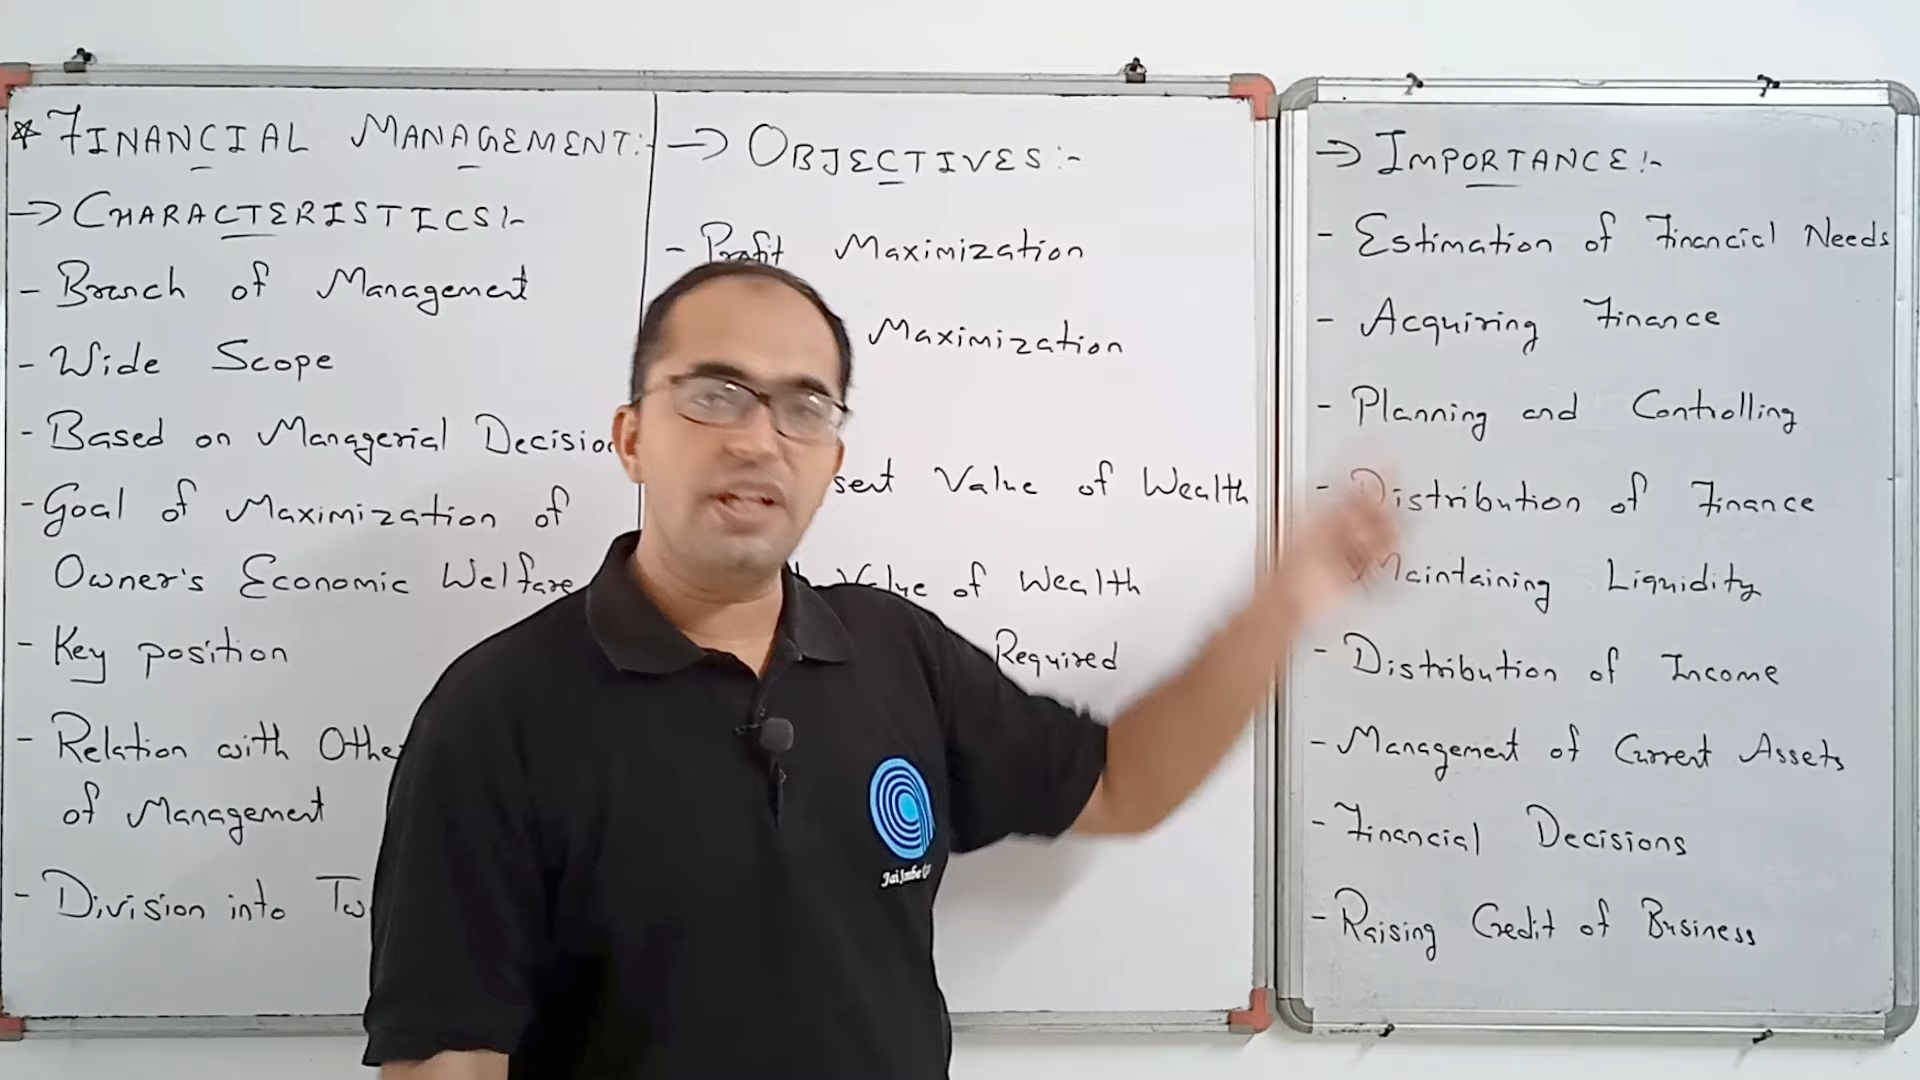 * FINANCIAL MANAGEMENT:-
→ CHARACTERISTICS:-
- Branch of Management
- Wide Scope
- Based on Managerial
- Goal of Maximization of
Owner's Economic Welfare
- Key position
- Relation with
of Management
- Division into
→ OBJECTIVES:-
- Profit Maximization
Maximization
Value of Wealth
Value of Wealth
Required
→ IMPORTANCE:-
- Estimation of Financial Needs
- Acquiring Finance
- Planning and Controlling
- Distribution of Finance
Maintaining Liquidity
- Distribution of Income
- Management of Current Assets
- Financial Decisions
- Raising Credit of Business